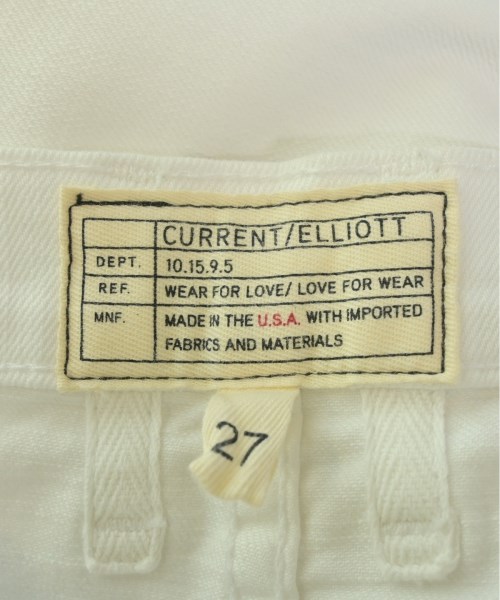 CURRENT/ELLIOTT
DEPT. 10.15.9.5
REF. WEAR FOR LOVE/ LOVE FOR WEAR
MNF. MADE IN THE U.S.A. WITH IMPORTED
FABRICS AND MATERIALS
27